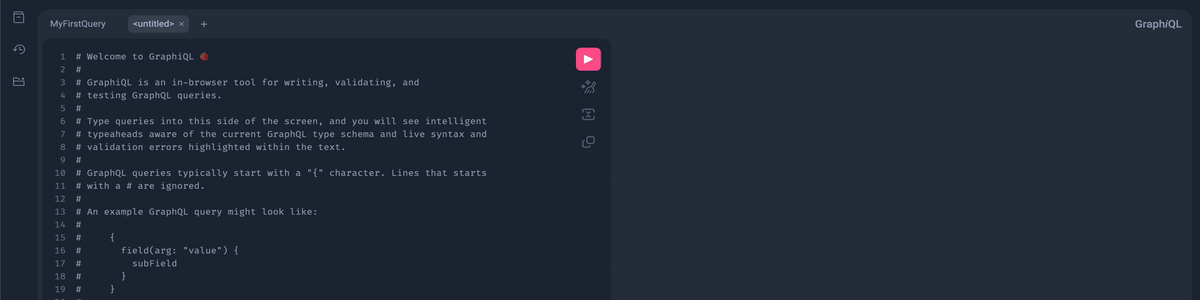 MyFirstQuery <untitled> × + GraphiQL
1 # Welcome to GraphiQL
2 #
3 # GraphiQL is an in-browser tool for writing, validating, and
4 # testing GraphQL queries.
5 #
6 # Type queries into this side of the screen, and you will see intelligent
7 # typeaheads aware of the current GraphQL type schema and live syntax and
8 # validation errors highlighted within the text.
9 #
10 # GraphQL queries typically start with a "{" character. Lines that starts
11 # with a # are ignored.
12 #
13 # An example GraphQL query might look like:
14 #
15 #     {
16 #       field(arg: "value") {
17 #         subField
18 #       }
19 #     }